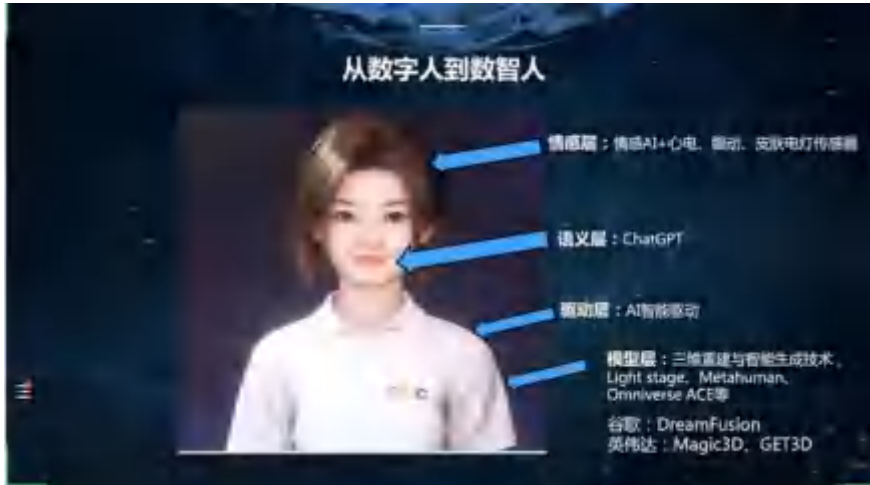 从数字人到数智人
情感层：情感AI+心电、眼动、皮肤电灯传感器
语义层：ChatGPT
驱动层：AI智能驱动
模型层：三维重建与智能生成技术、
Light stage、Metahuman、
Omniverse ACE等
谷歌：DreamFusion
英伟达：Magic3D、GET3D